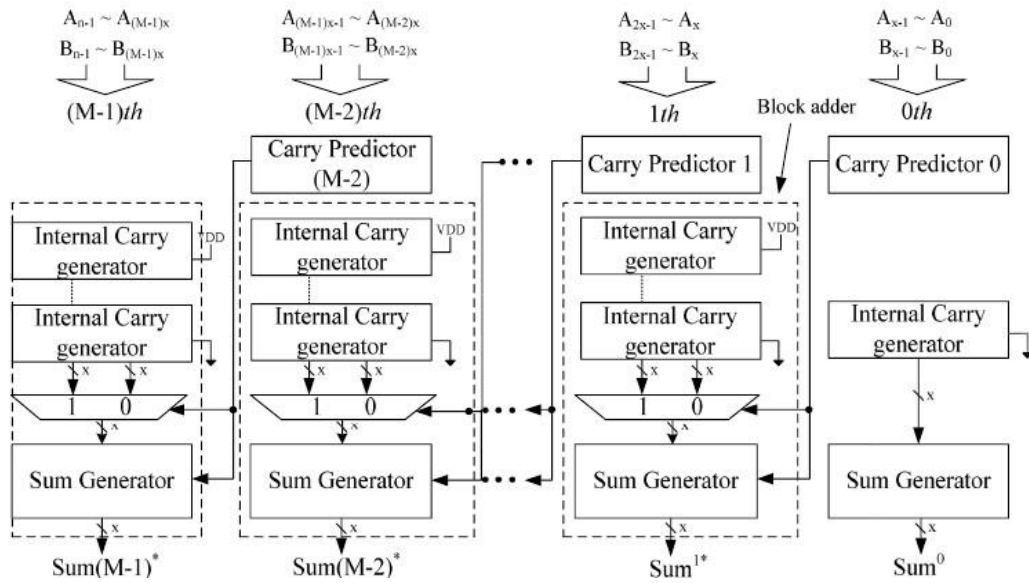 A_{n-1} ~ A_{(M-1)x}
B_{n-1} ~ B_{(M-1)x}
(M-1)th
A_{(M-1)x-1} ~ A_{(M-2)x}
B_{(M-1)x-1} ~ B_{(M-2)x}
(M-2)th
A_{2x-1} ~ A_x
B_{2x-1} ~ B_x
1th
Block adder
A_{x-1} ~ A_0
B_{x-1} ~ B_0
0th
Carry Predictor
(M-2)
Carry Predictor 1
Carry Predictor 0
Internal Carry
generator
VDD
Internal Carry
generator
VDD
Internal Carry
generator
VDD
Internal Carry
generator
Internal Carry
generator
Internal Carry
generator
Internal Carry
generator
x x
x x
x x
1 0
1 0
1 0
x
x
x
x
Sum Generator
Sum Generator
Sum Generator
Sum Generator
x
x
x
x
Sum(M-1)^*
Sum(M-2)^*
Sum^{1*}
Sum^0